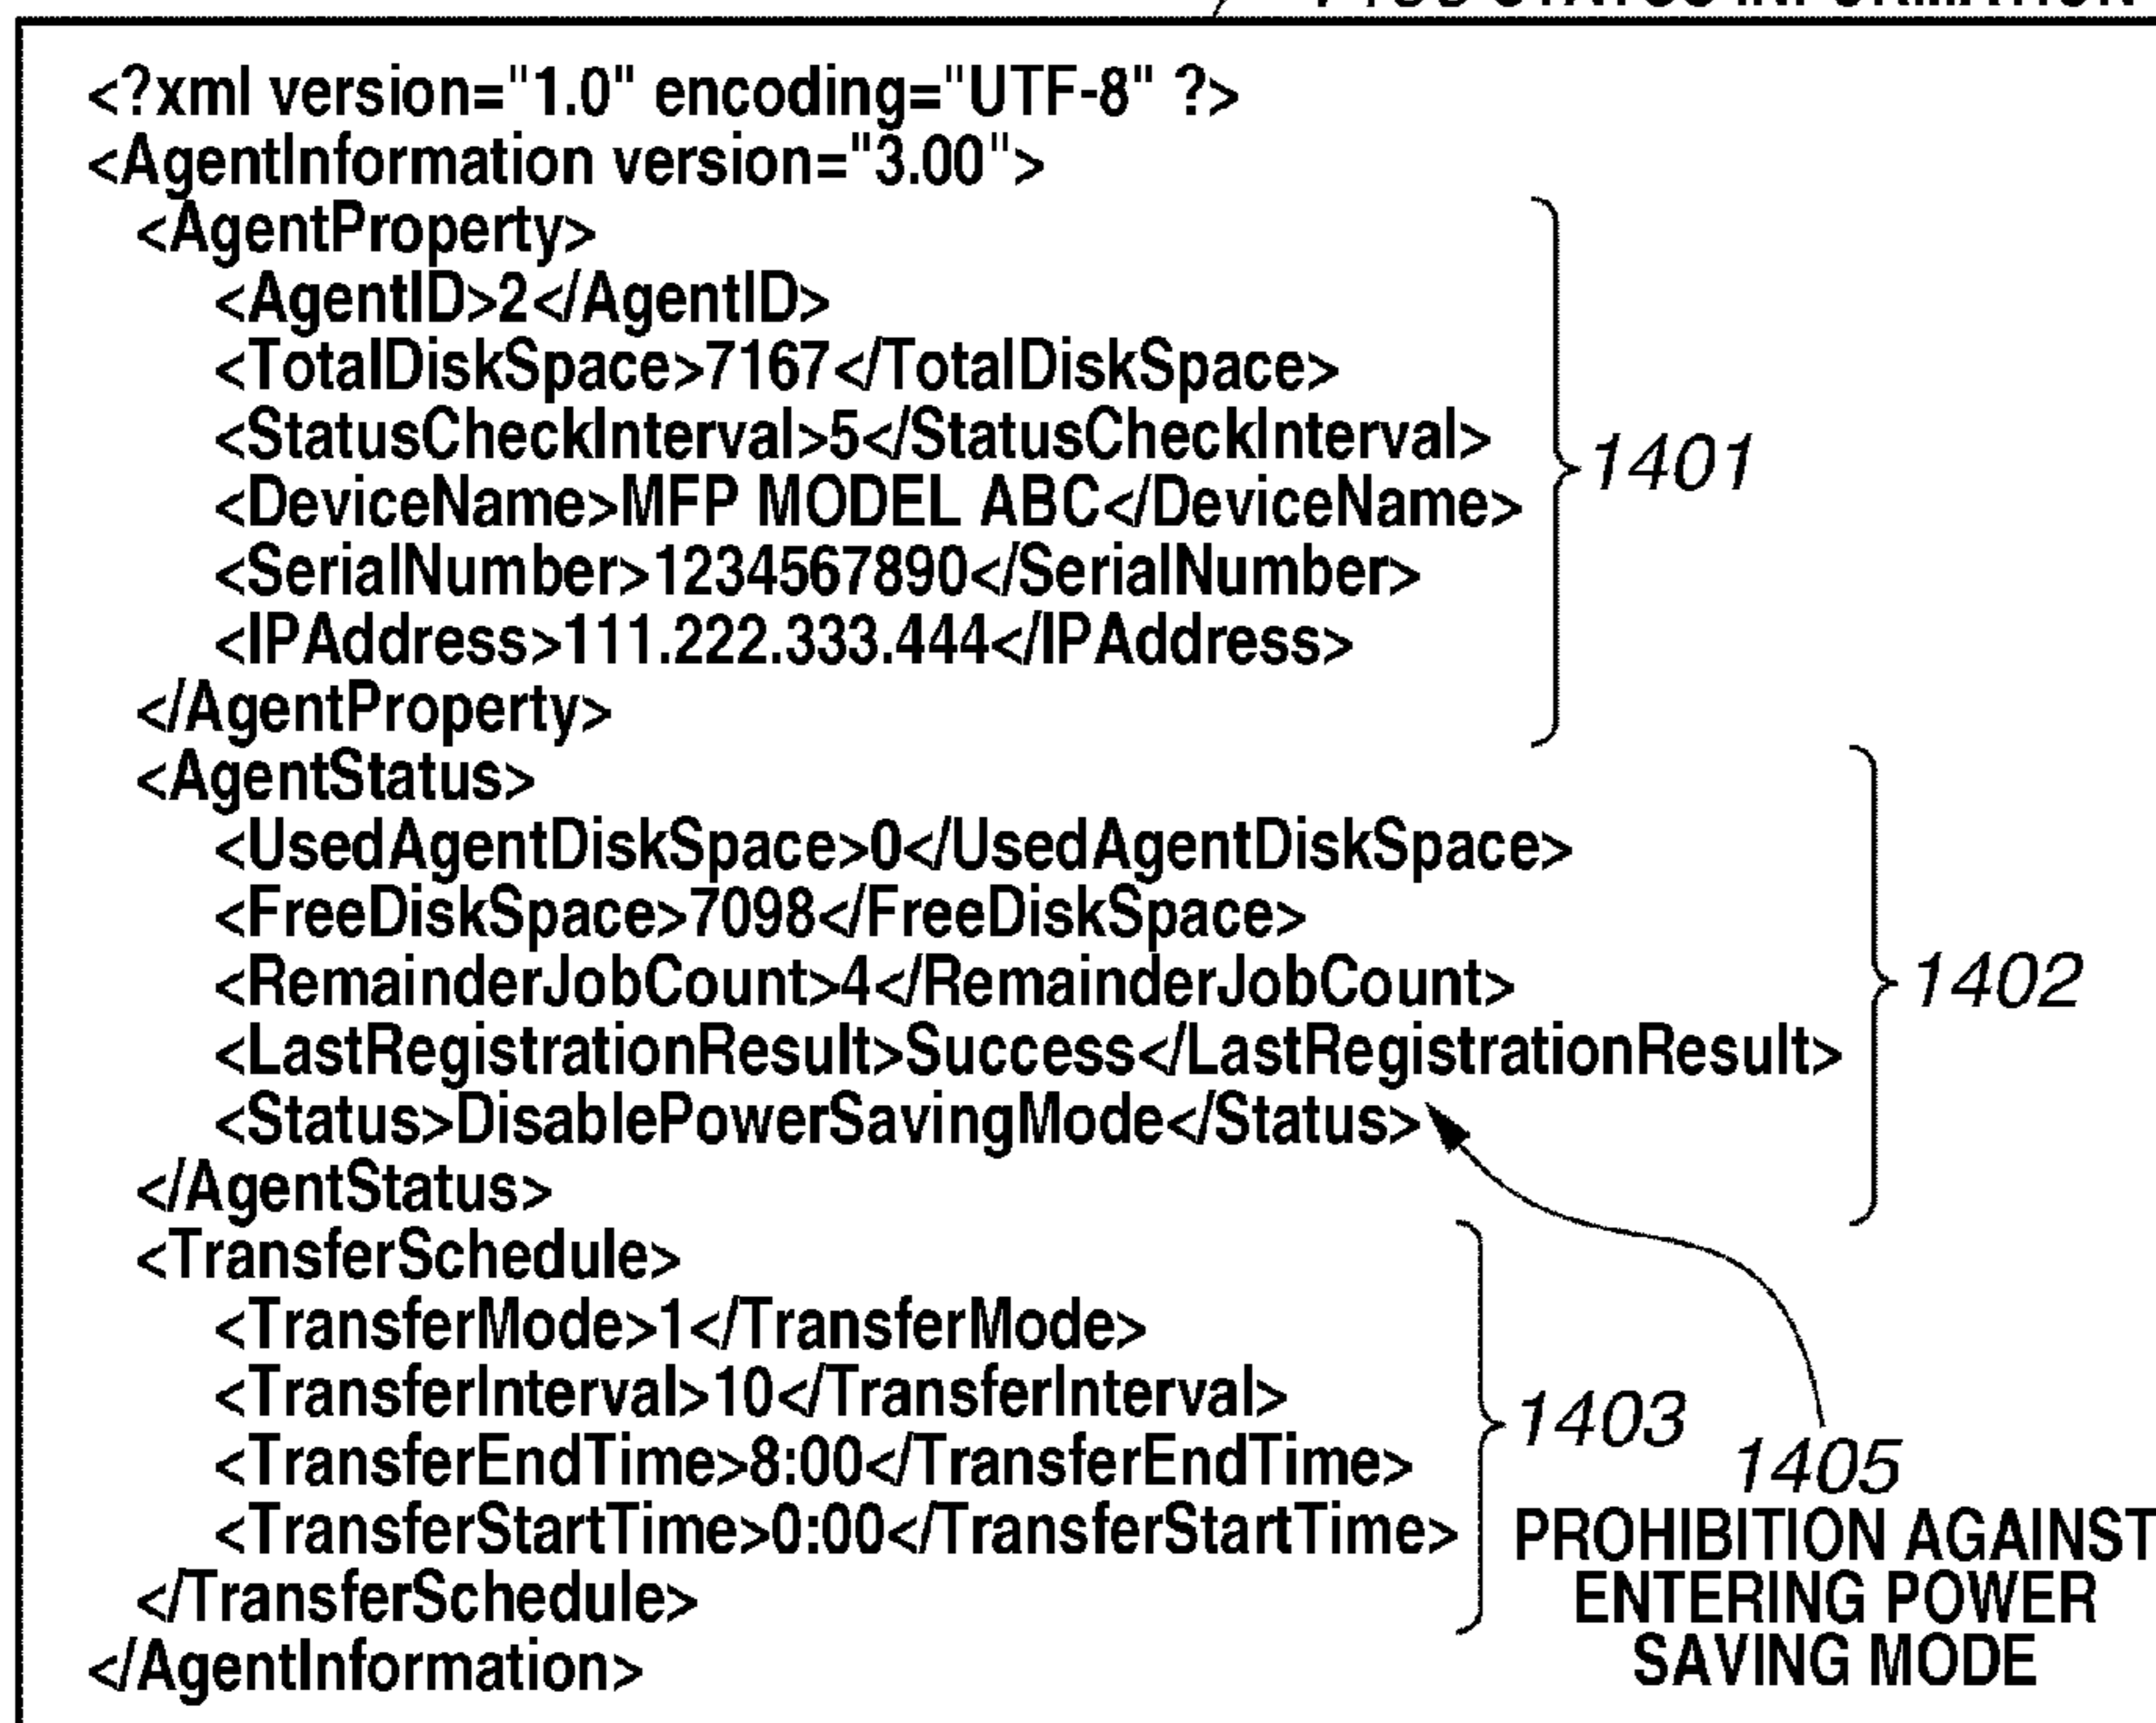 STATUS INFORMATION
<?xml version="1.0" encoding="UTF-8" ?>
<AgentInformation version="3.00">
<AgentProperty>
<AgentID>2</AgentID>
<TotalDiskSpace>7167</TotalDiskSpace>
<StatusCheckInterval>5</StatusCheckInterval>
<DeviceName>MFP MODEL ABC</DeviceName>
<SerialNumber>1234567890</SerialNumber>
<IPAddress>111.222.333.444</IPAddress>
</AgentProperty>
1401
<AgentStatus>
<UsedAgentDiskSpace>0</UsedAgentDiskSpace>
<FreeDiskSpace>7098</FreeDiskSpace>
<RemainderJobCount>4</RemainderJobCount>
<LastRegistrationResult>Success</LastRegistrationResult>
<Status>DisablePowerSavingMode</Status>
</AgentStatus>
1402
<TransferSchedule>
<TransferMode>1</TransferMode>
<TransferInterval>10</TransferInterval>
<TransferEndTime>8:00</TransferEndTime>
<TransferStartTime>0:00</TransferStartTime>
</TransferSchedule>
</AgentInformation>
1403
1405
PROHIBITION AGAINST
ENTERING POWER
SAVING MODE